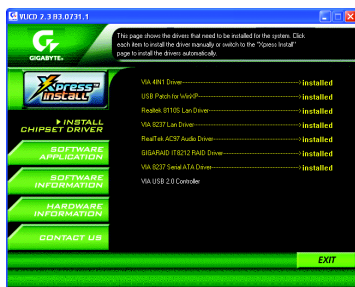 VUCD 2.3 B3.0731.1
This page shows the drivers that need to be installed for the system. Click
each item to install the driver manually or switch to the "Xpress Install"
page to install the drivers automatically.
GIGABYTE
Xpress
Install
INSTALL
CHIPSET DRIVER
SOFTWARE
APPLICATION
SOFTWARE
INFORMATION
HARDWARE
INFORMATION
CONTACT US
VIA 4IN1 Driver installed
USB Patch for WinXP installed
Realtek 8110S Lan Driver installed
VIA 8237 Lan Driver installed
RealTek AC97 Audio Driver installed
GIGARAID IT8212 RAID Driver installed
VIA 8237 Serial ATA Driver installed
VIA USB 2.0 Controller
EXIT